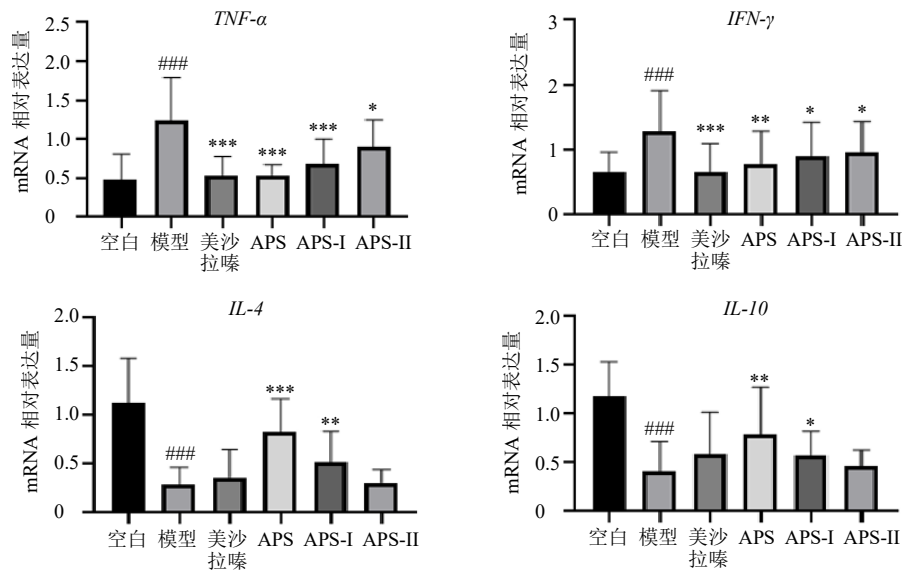 TNF-α
mRNA 相对表达量
2.5
2.0
1.5
1.0
0.5
0
###
***
***
***
*
空白
模型
美沙
拉嗪
APS
APS-I
APS-II
IFN-γ
mRNA 相对表达量
3
2
1
0
###
***
**
*
*
空白
模型
美沙
拉嗪
APS
APS-I
APS-II
IL-4
mRNA 相对表达量
2.0
1.5
1.0
0.5
0
###
***
**
空白
模型
美沙
拉嗪
APS
APS-I
APS-II
IL-10
mRNA 相对表达量
2.0
1.5
1.0
0.5
0
###
**
*
空白
模型
美沙
拉嗪
APS
APS-I
APS-II